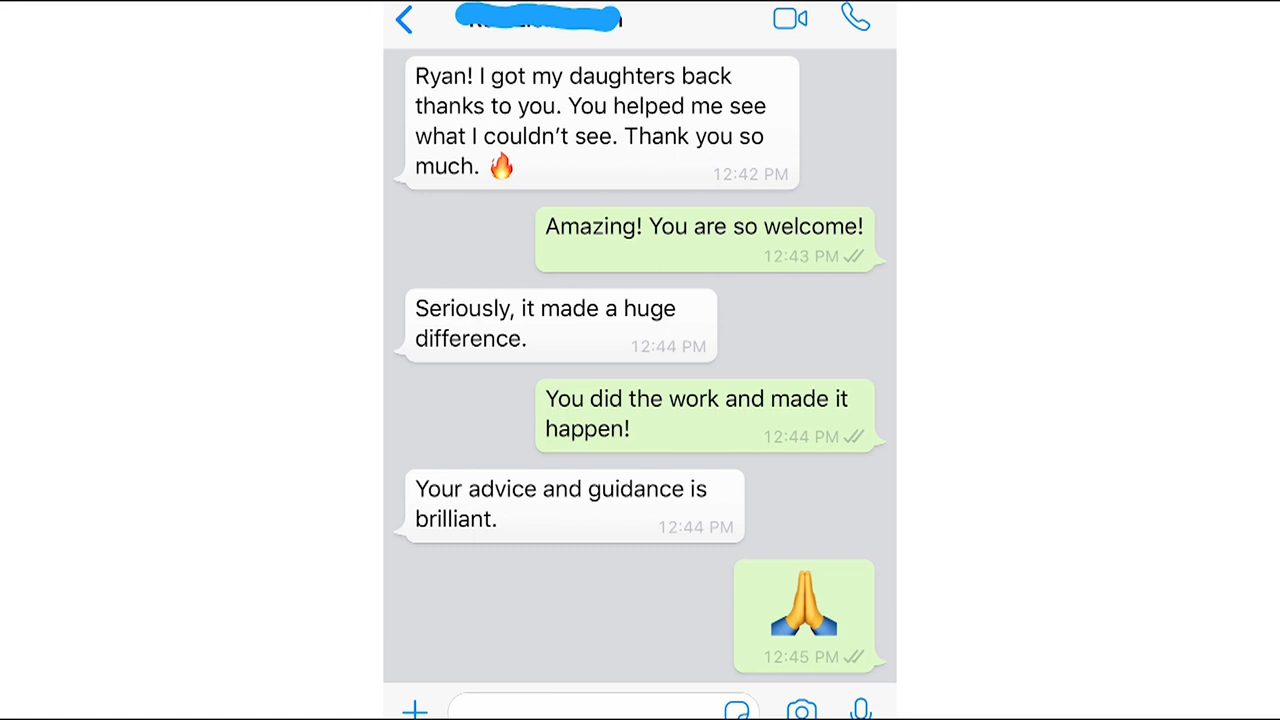 Ryan! I got my daughters back
thanks to you. You helped me see
what I couldn't see. Thank you so
much. 🔥
12:42 PM
Amazing! You are so welcome!
12:43 PM
Seriously, it made a huge
difference.
12:44 PM
You did the work and made it
happen!
12:44 PM
Your advice and guidance is
brilliant.
12:44 PM
🙏
12:45 PM